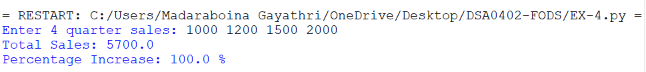 = RESTART: C:/Users/Madaraboina Gayathri/OneDrive/Desktop/DSA0402-FODS/EX-4.py =
Enter 4 quarter sales: 1000 1200 1500 2000
Total Sales: 5700.0
Percentage Increase: 100.0 %